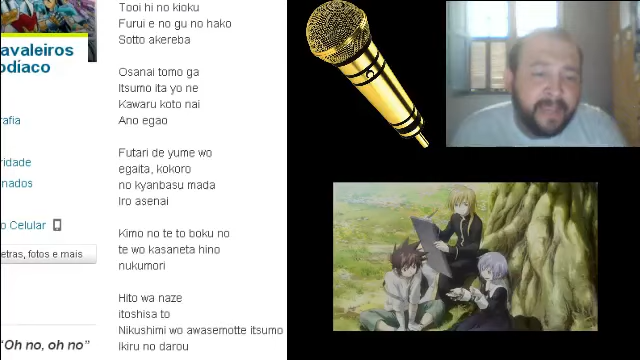 avaleiros
odíaco
rafia
ridade
nados
o Celular
etras, fotos e mais
"Oh no, oh no"
Tooi hi no kioku
Furui e no gu no hako
Sotto akereba
Osanai tomo ga
Itsumo ita yo ne
Kawaru koto nai
Ano egao
Futari de yume wo
egaita, kokoro
no kyanbasu mada
Iro asenai
Kimo no te to boku no
te wo kasaneta hino
nukumori
Hito wa naze
itoshisa to
Nikushimi wo awasemotte itsumo
Ikiru no darou